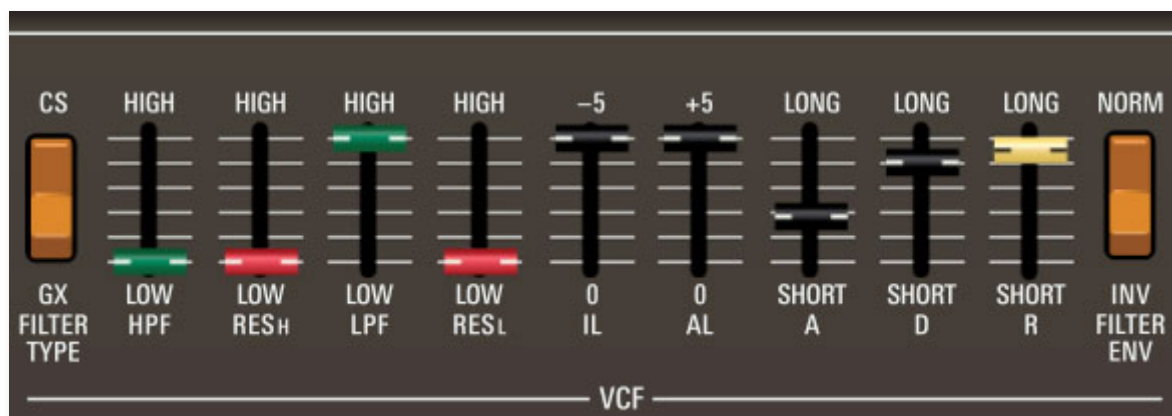 CS HIGH HIGH HIGH HIGH –5 +5 LONG LONG LONG NORM
GX LOW LOW LOW LOW 0 0 SHORT SHORT SHORT INV
FILTER HPF RESH LPF RESL IL AL A D R FILTER
TYPE ENV
VCF